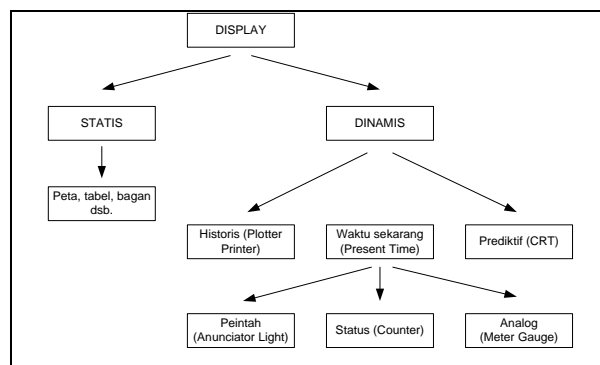 DISPLAY
STATIS
DINAMIS
Peta, tabel, bagan
dsb.
Historis (Plotter
Printer)
Waktu sekarang
(Present Time)
Prediktif (CRT)
Peintah
(Anunciator Light)
Status (Counter)
Analog
(Meter Gauge)